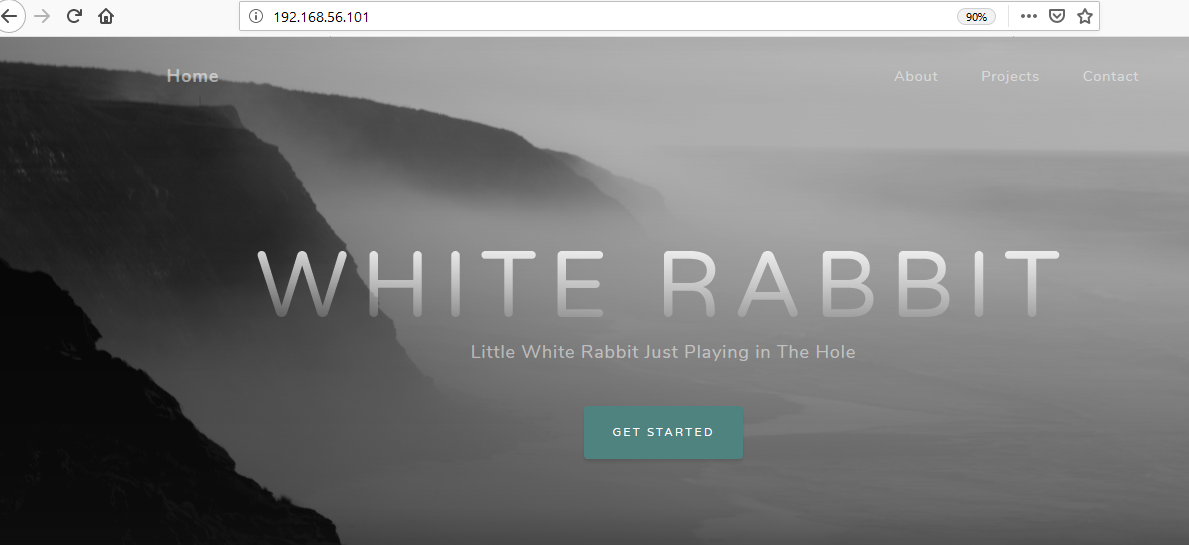 192.168.56.101 90%
Home About Projects Contact
WHITE RABBIT
Little White Rabbit Just Playing in The Hole
GET STARTED